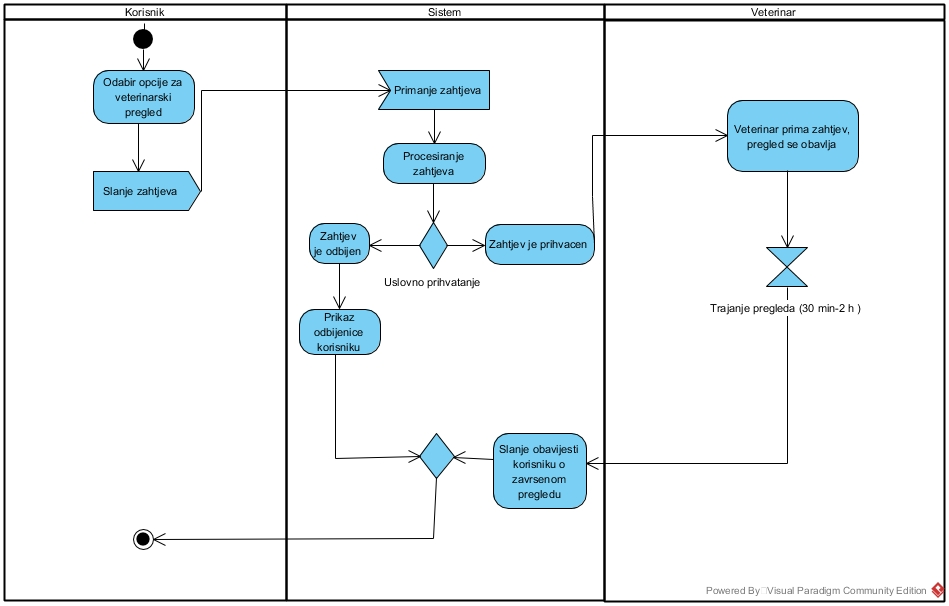 Korisnik
Sistem
Veterinar
Odabir opcije za
veterinarski
pregled
Slanje zahtjeva
Primanje zahtjeva
Procesiranje
zahtjeva
Zahtjev
je odbijen
Zahtjev je prihvacen
Uslovno prihvatanje
Prikaz
odbijenice
korisniku
Veterinar prima zahtjev,
pregled se obavlja
Trajanje pregleda (30 min-2 h )
Slanje obavijesti
korisniku o
zavrsenom
pregledu
Powered By Visual Paradigm Community Edition